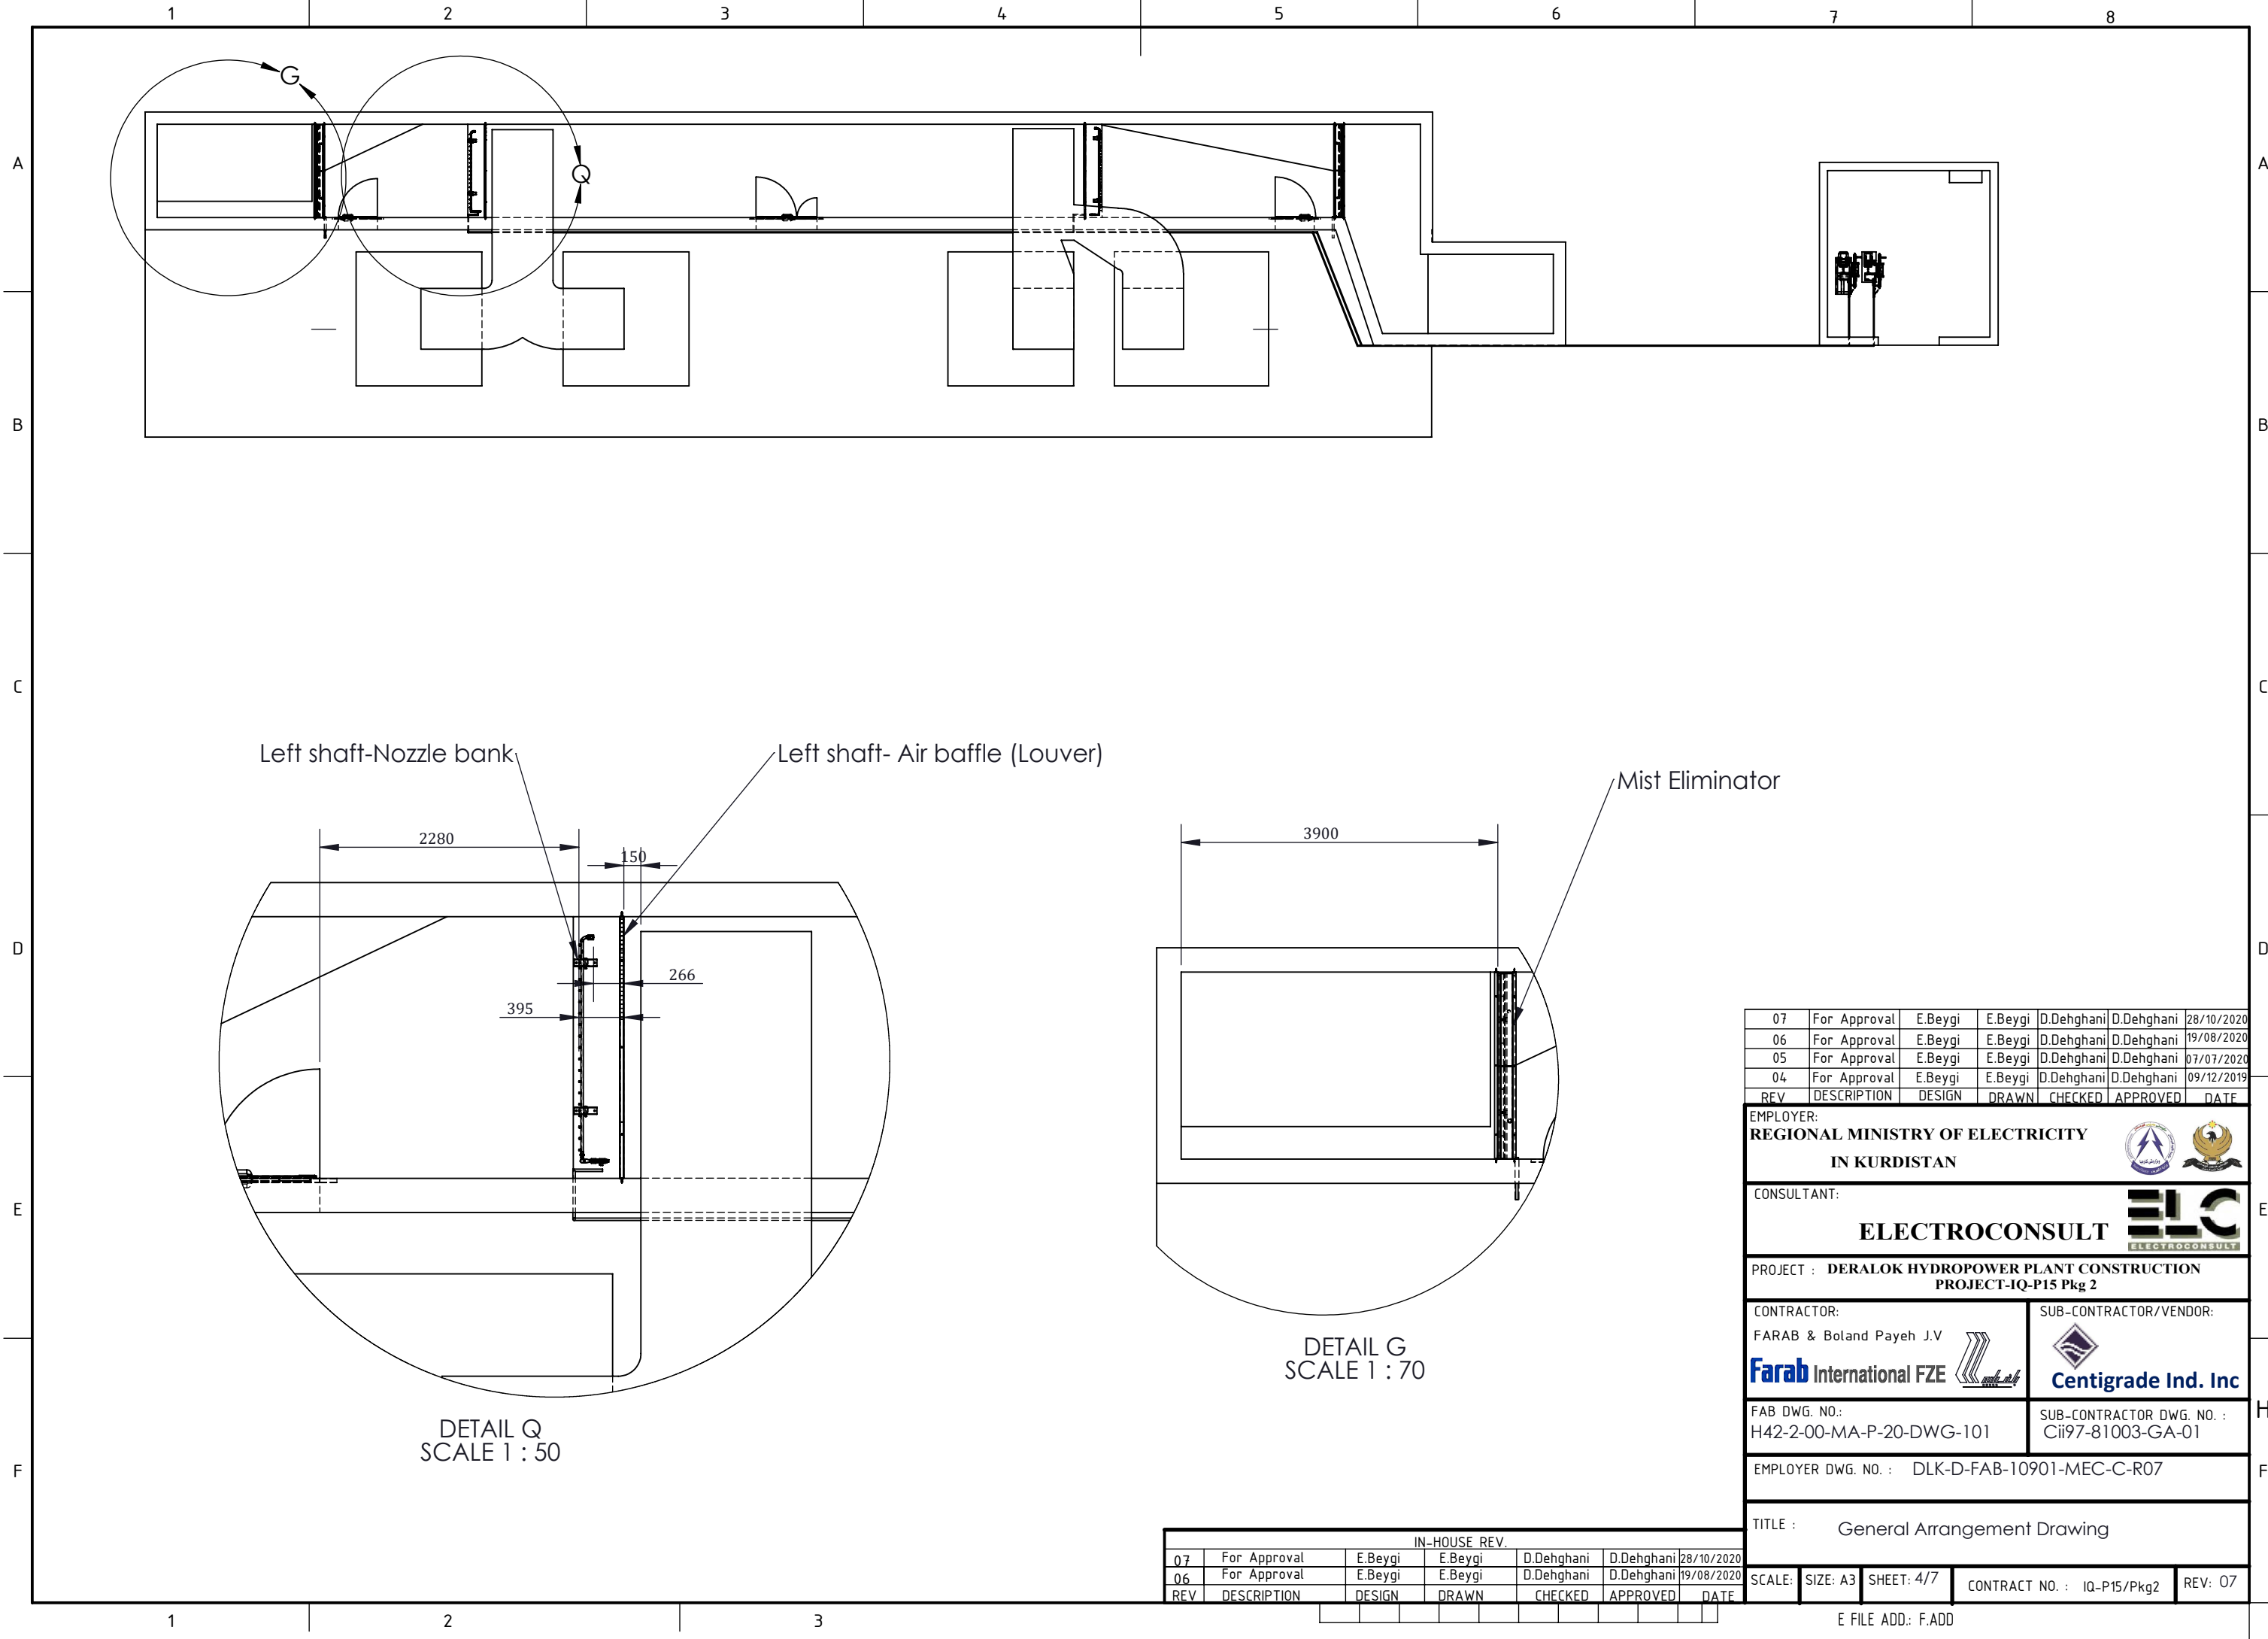 1 2 3 4 5 6 7 8
G
Q
A A
B B
C C
D D
E E
H
F F
Left shaft-Nozzle bank
Left shaft- Air baffle (Louver)
Mist Eliminator
2280
150
266
395
3900
DETAIL Q
SCALE 1 : 50
DETAIL G
SCALE 1 : 70
07 For Approval E.Beygi E.Beygi D.Dehghani D.Dehghani 28/10/2020
06 For Approval E.Beygi E.Beygi D.Dehghani D.Dehghani 19/08/2020
05 For Approval E.Beygi E.Beygi D.Dehghani D.Dehghani 07/07/2020
04 For Approval E.Beygi E.Beygi D.Dehghani D.Dehghani 09/12/2019
REV DESCRIPTION DESIGN DRAWN CHECKED APPROVED DATE
EMPLOYER:
REGIONAL MINISTRY OF ELECTRICITY
IN KURDISTAN
CONSULTANT:
ELECTROCONSULT
ELC
ELECTROCONSULT
PROJECT : DERALOK HYDROPOWER PLANT CONSTRUCTION
PROJECT-IQ-P15 Pkg 2
CONTRACTOR:
FARAB & Boland Payeh J.V
Farab International FZE
SUB-CONTRACTOR/VENDOR:
Centigrade Ind. Inc
FAB DWG. NO.:
H42-2-00-MA-P-20-DWG-101
SUB-CONTRACTOR DWG. NO. :
Cii97-81003-GA-01
EMPLOYER DWG. NO. : DLK-D-FAB-10901-MEC-C-R07
TITLE : General Arrangement Drawing
SCALE: SIZE: A3 SHEET: 4/7 CONTRACT NO. : IQ-P15/Pkg2 REV: 07
IN-HOUSE REV.
07 For Approval E.Beygi E.Beygi D.Dehghani D.Dehghani 28/10/2020
06 For Approval E.Beygi E.Beygi D.Dehghani D.Dehghani 19/08/2020
REV DESCRIPTION DESIGN DRAWN CHECKED APPROVED DATE
1 2 3
E FILE ADD.: F.ADD